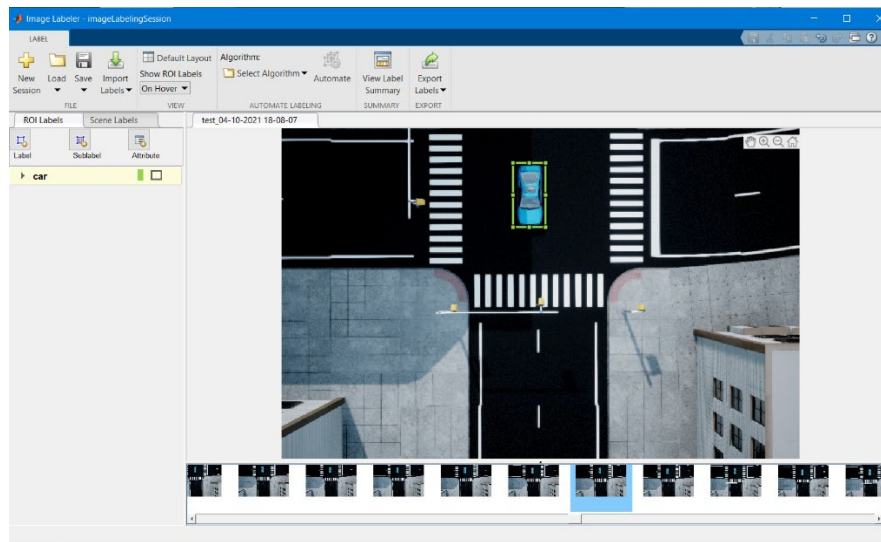 Image Labeler - imageLabelingSession
LABEL
New Session
Load
Save
Import Labels
FILE
Default Layout
Show ROI Labels
On Hover
VIEW
Algorithm:
Select Algorithm
Automate
AUTOMATE LABELING
View Label Summary
SUMMARY
Export Labels
EXPORT
ROI Labels
Scene Labels
test_04-10-2021 18-08-07
Label
Sublabel
Attribute
car